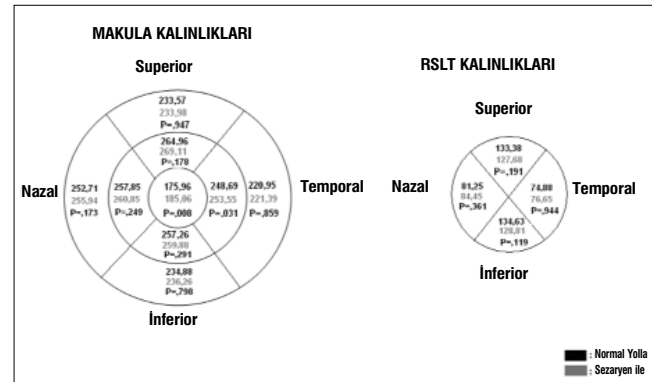 MAKULA KALINLIKLARI
Superior
233,57
233,98
P=,947
264,96
269,11
P=,178
Nazal
252,71
255,94
P=,173
257,85
260,85
P=,249
175,96
185,06
P=,008
248,69
253,55
P=,031
220,95
221,39
P=,859
Temporal
257,26
259,88
P=,291
234,88
236,26
P=,798
İnferior
RSLT KALINLIKLARI
Superior
133,38
127,68
P=,191
Nazal
81,25
84,45
P=,361
74,88
76,65
P=,944
Temporal
134,63
128,81
P=,119
İnferior
: Normal Yolla
: Sezaryen ile